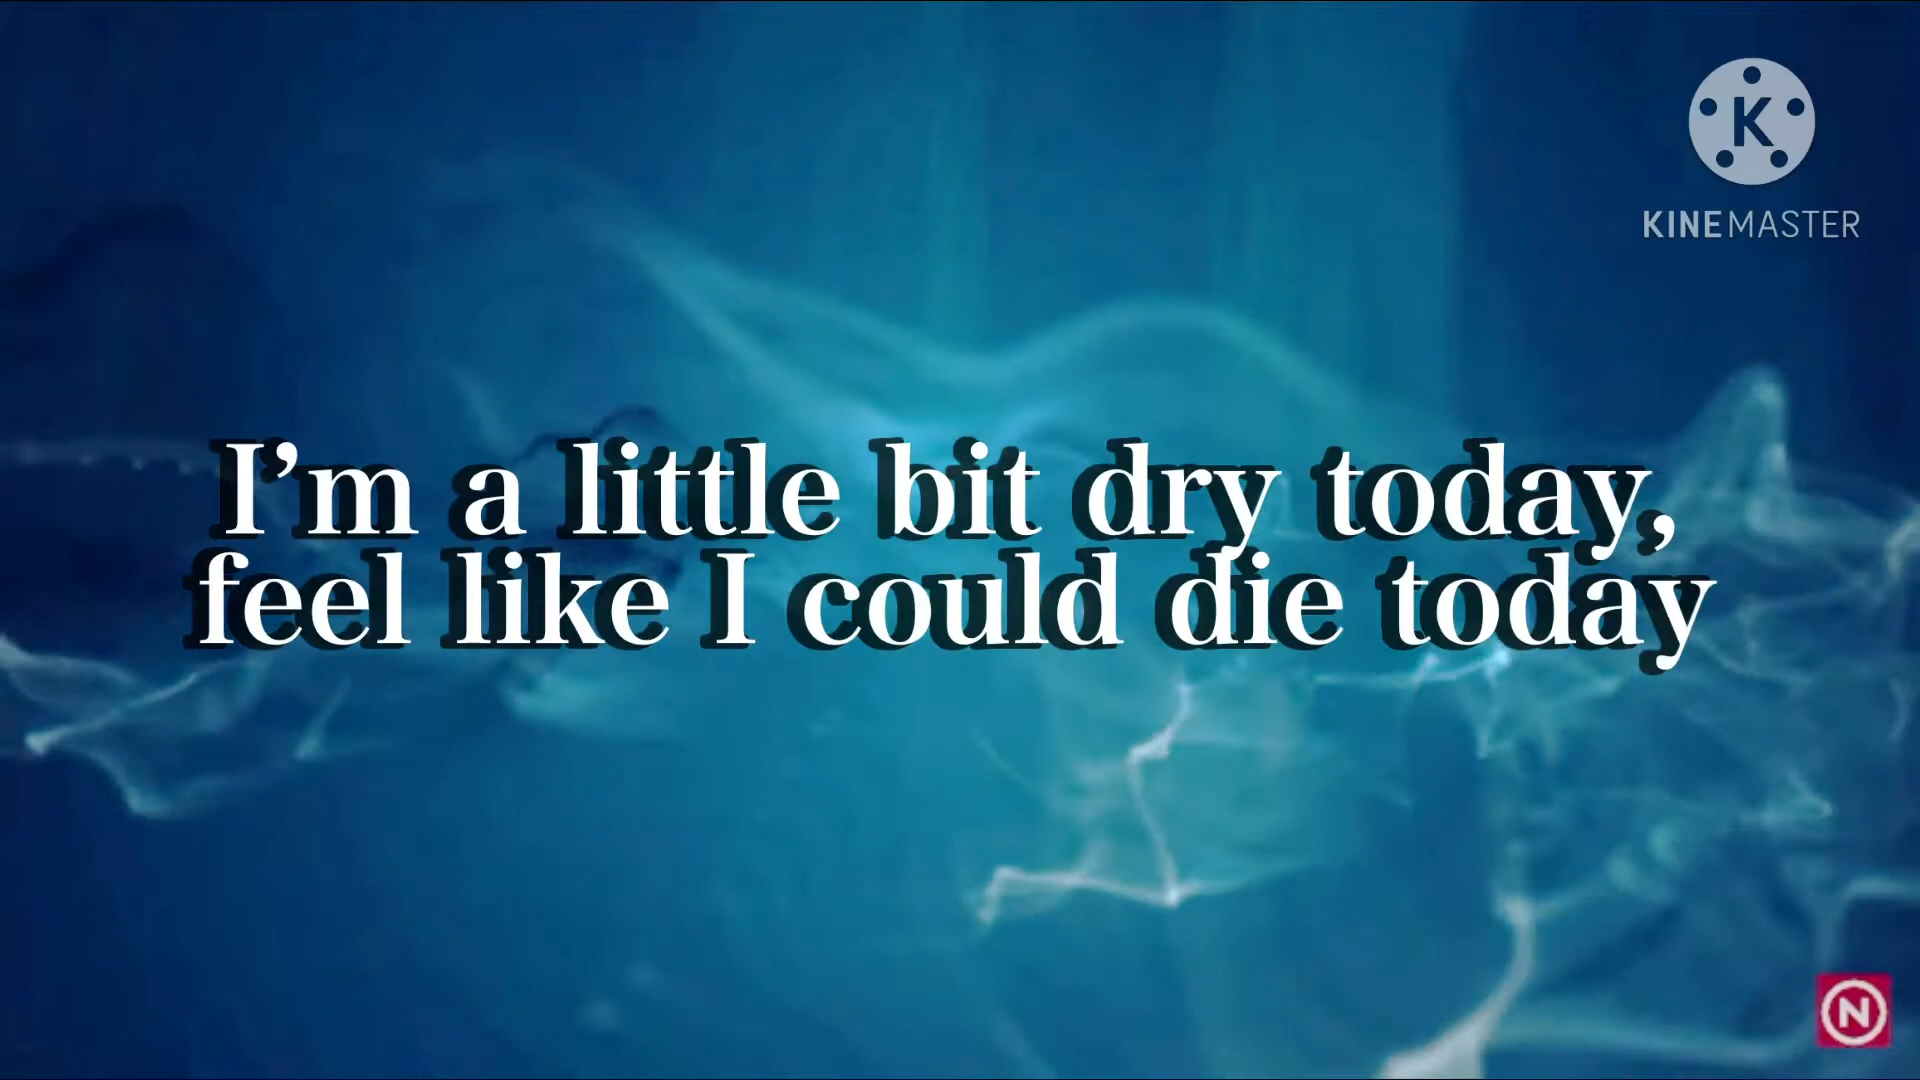 K
KINEMASTER
I’m a little bit dry today,
feel like I could die today
N